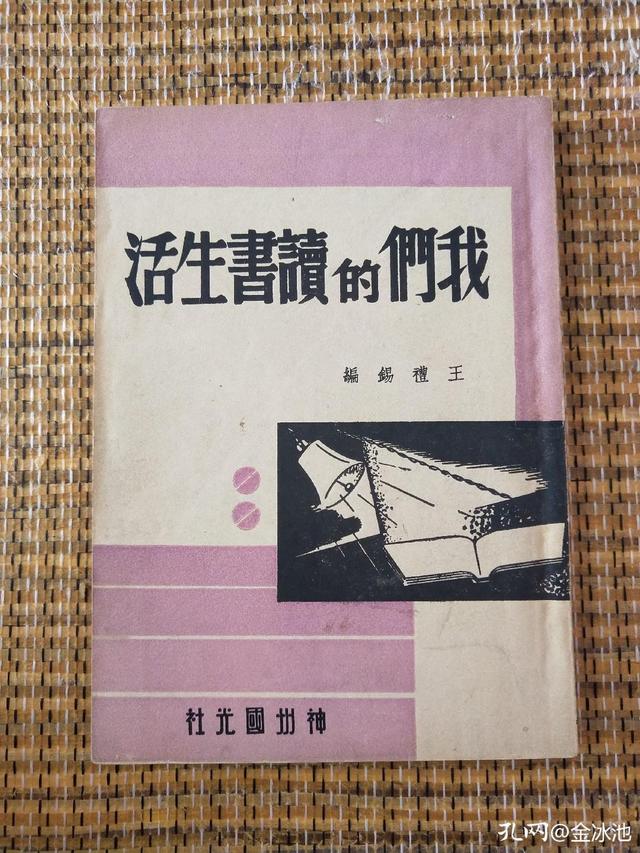 我們的讀書生活
王禮錫編
神州國光社
孔网@金冰池